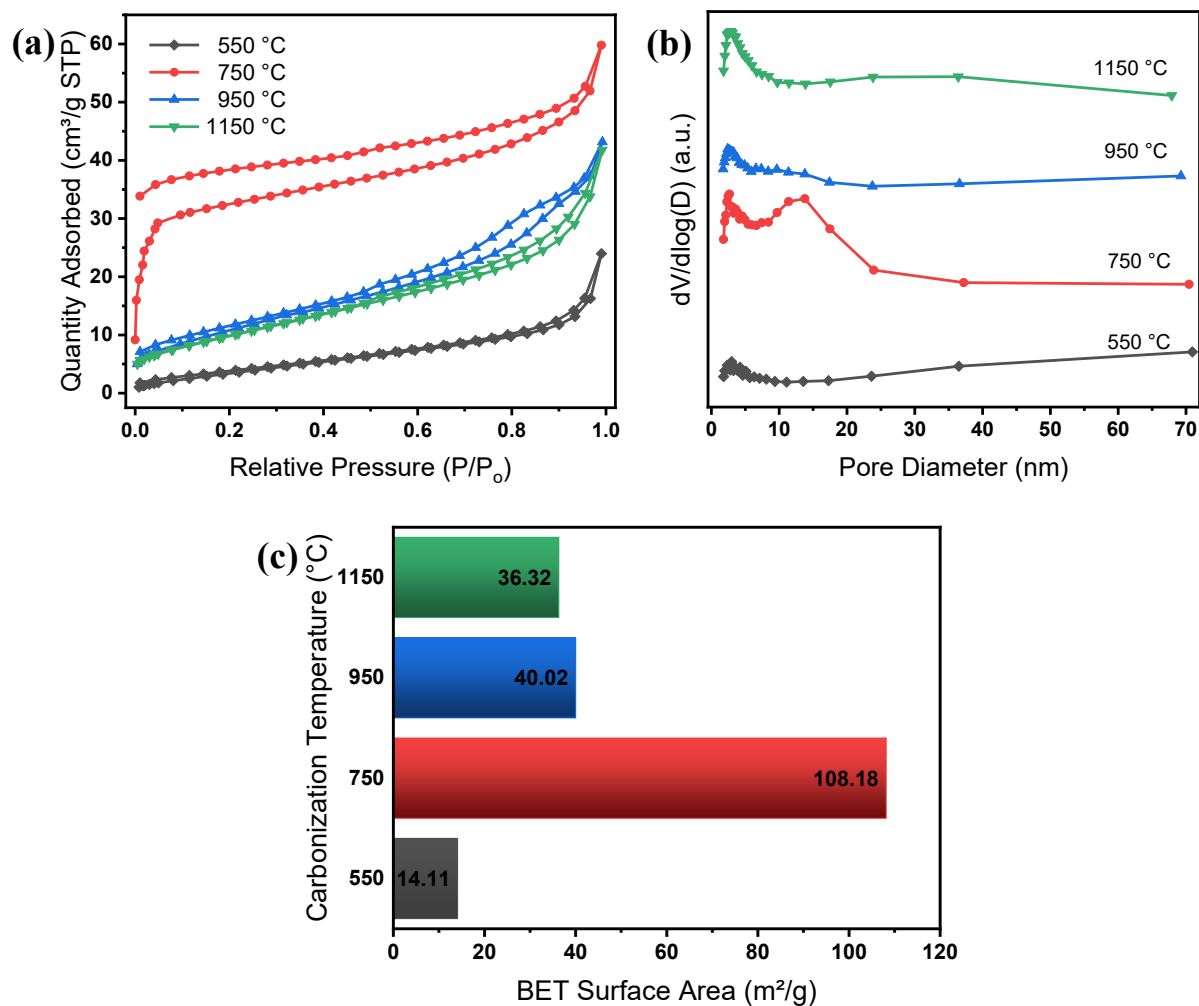 (a)
60
50
40
30
20
10
0
Quantity Adsorbed (cm³/g STP)
550 °C
750 °C
950 °C
1150 °C
0.0 0.2 0.4 0.6 0.8 1.0
Relative Pressure (P/Po)
(b)
dV/dlog(D) (a.u.)
1150 °C
950 °C
750 °C
550 °C
0 10 20 30 40 50 60 70
Pore Diameter (nm)
(c)
Carbonization Temperature (°C)
1150 36.32
950 40.02
750 108.18
550 14.11
0 20 40 60 80 100 120
BET Surface Area (m²/g)